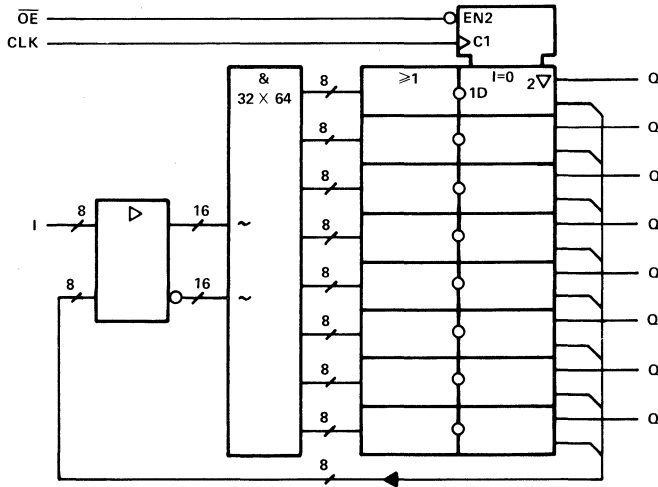 OE EN2
CLK C1
& 8 ≥1 I=0 2▽ Q
32 × 64 1D
8 Q
8 Q
8 ▷ 16 8 Q
I ~
8 16 8 Q
~
8 Q
8 Q
8 Q
8